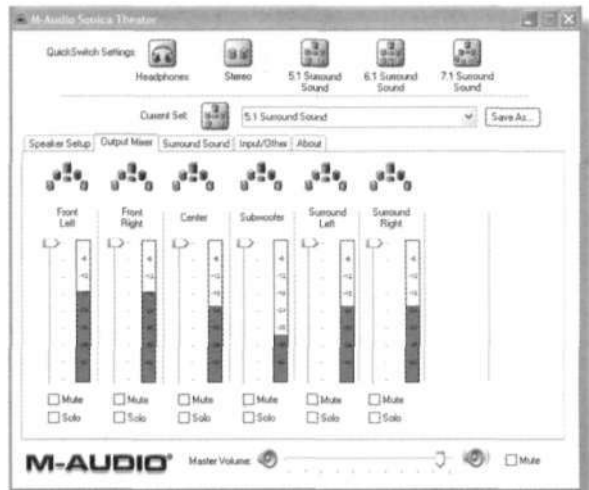 M-Audio Sonica Theater
QuickSwitch Settings:
Headphones
Stereo
5.1 Surround Sound
6.1 Surround Sound
7.1 Surround Sound
Current Set:
5.1 Surround Sound
Save As...
Speaker Setup
Output Mixer
Surround Sound
Input/Other
About
Front Left
Front Right
Center
Subwoofer
Surround Left
Surround Right
Mute
Mute
Mute
Mute
Mute
Mute
Solo
Solo
Solo
Solo
Solo
Solo
M-AUDIO®
Master Volume:
Mute